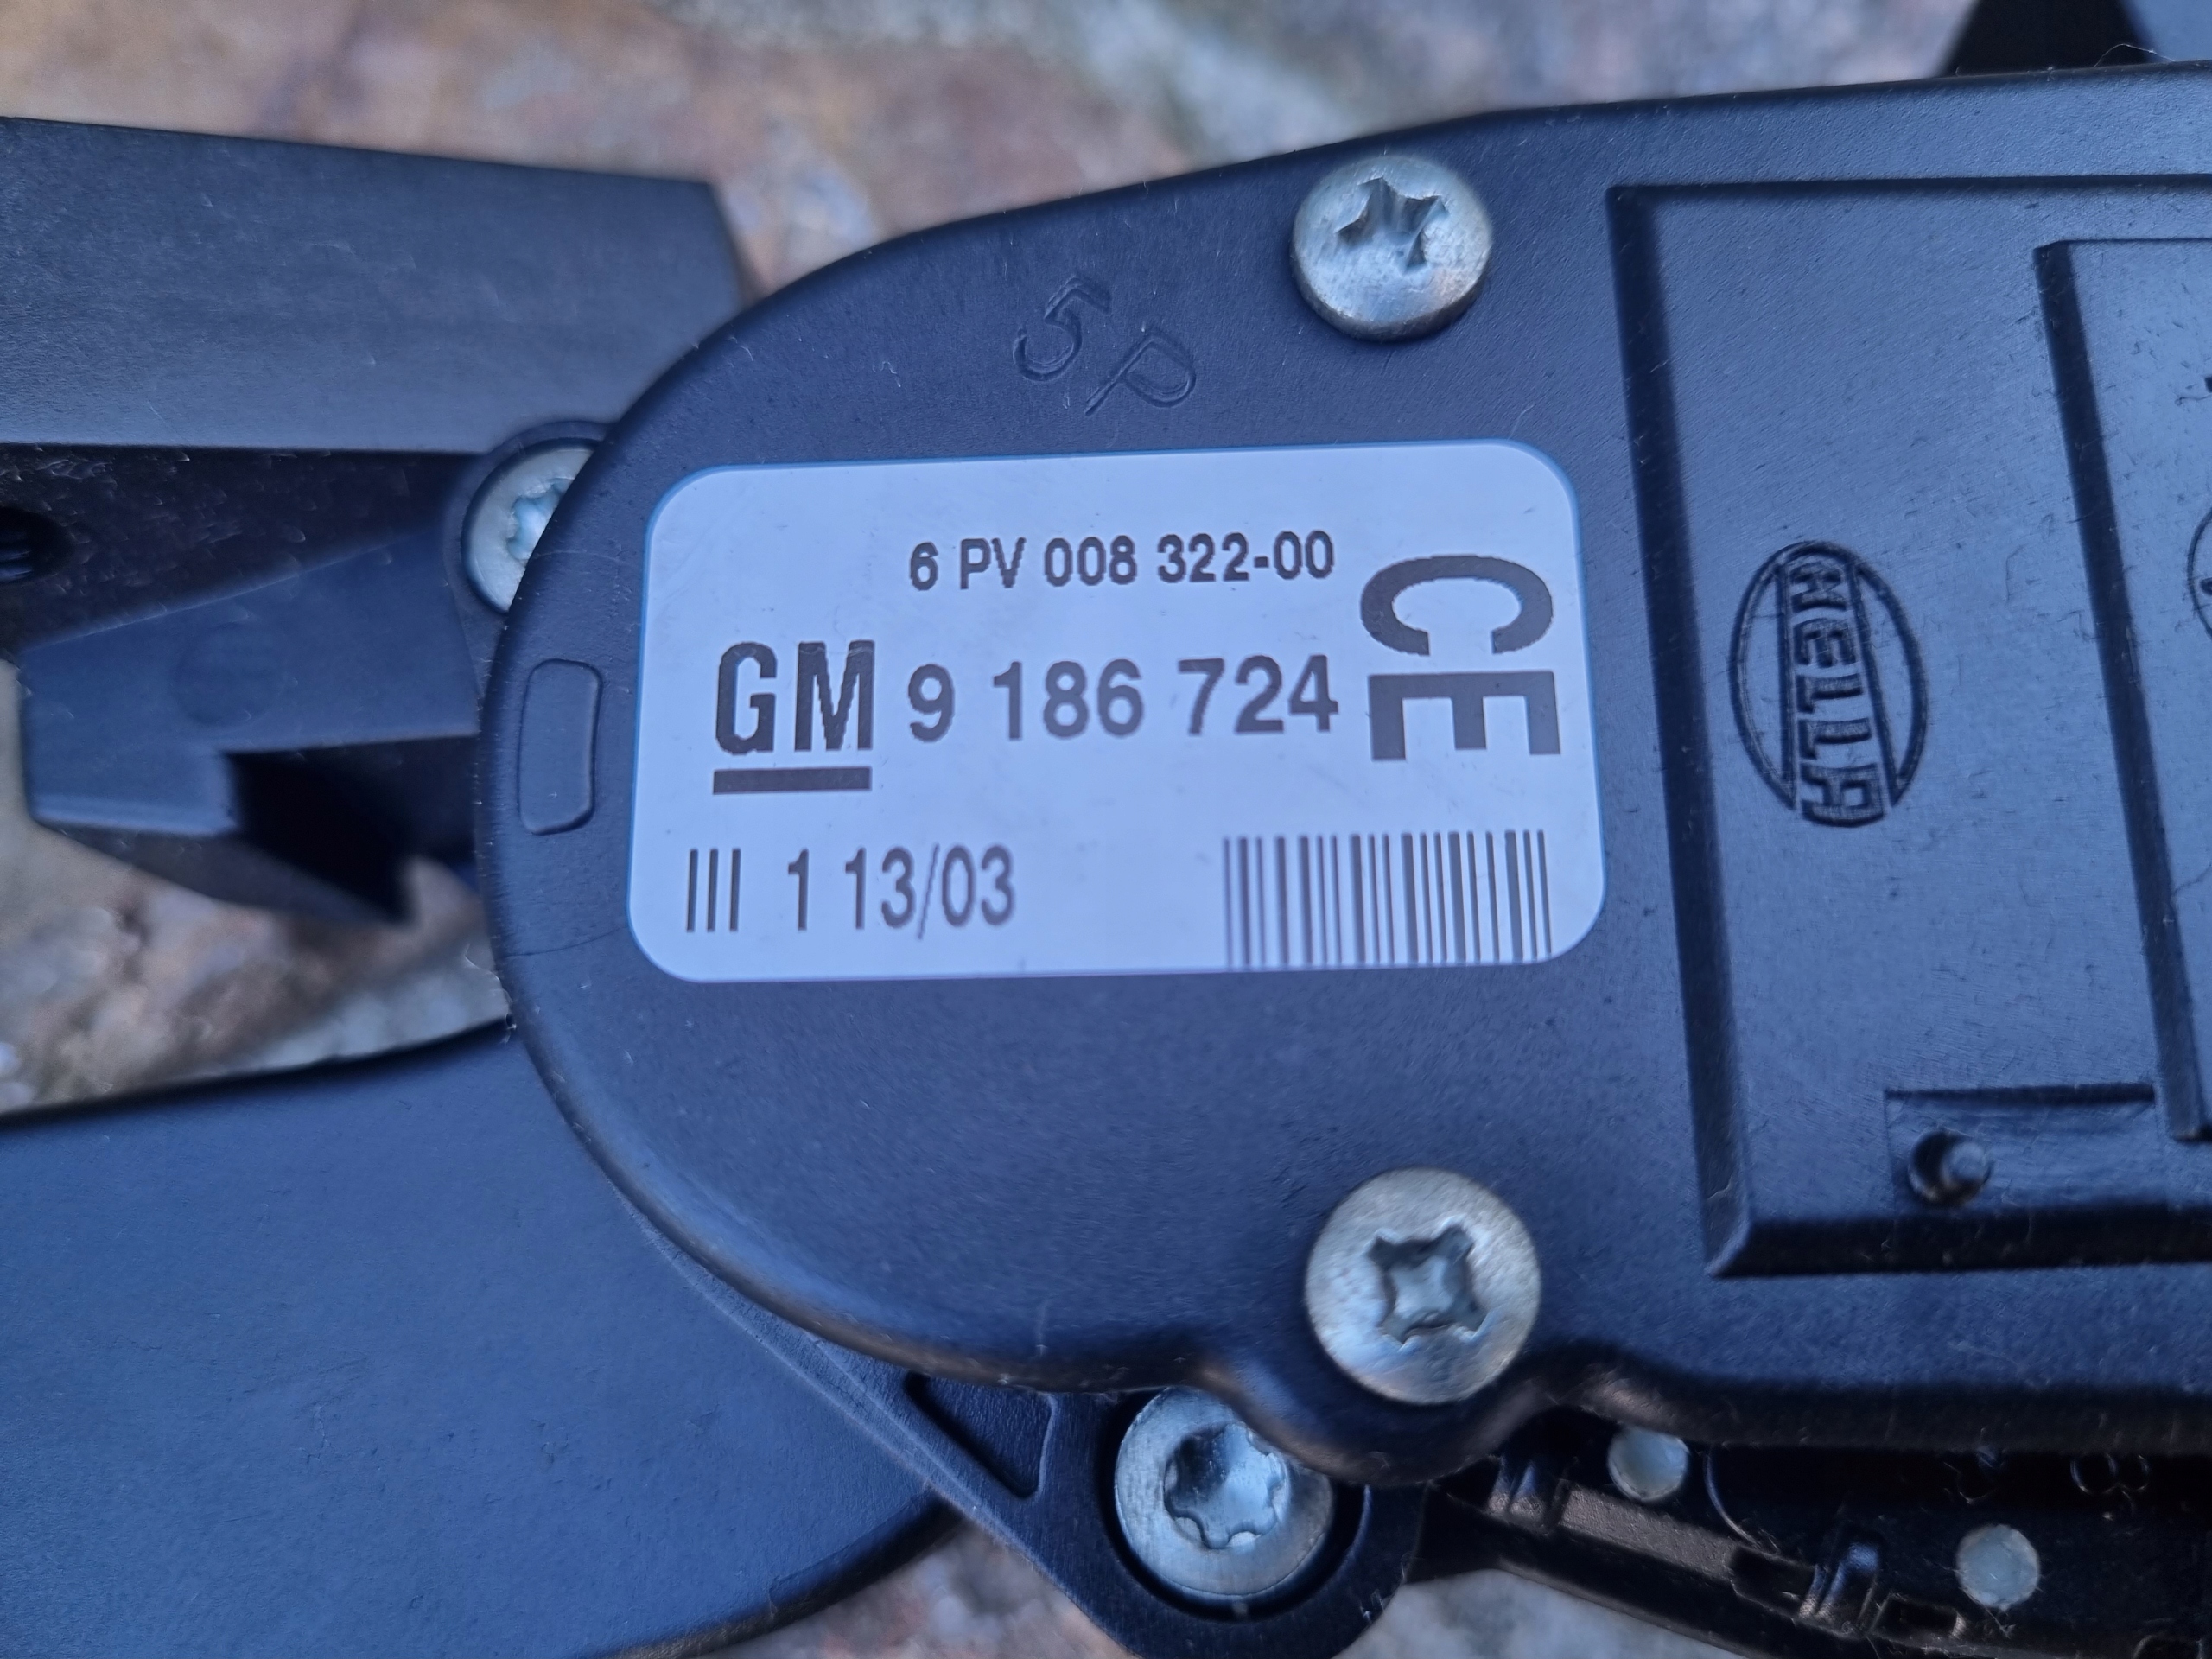 5P
6 PV 008 322-00
CE
GM 9 186 724
III 1 13/03
HELLA